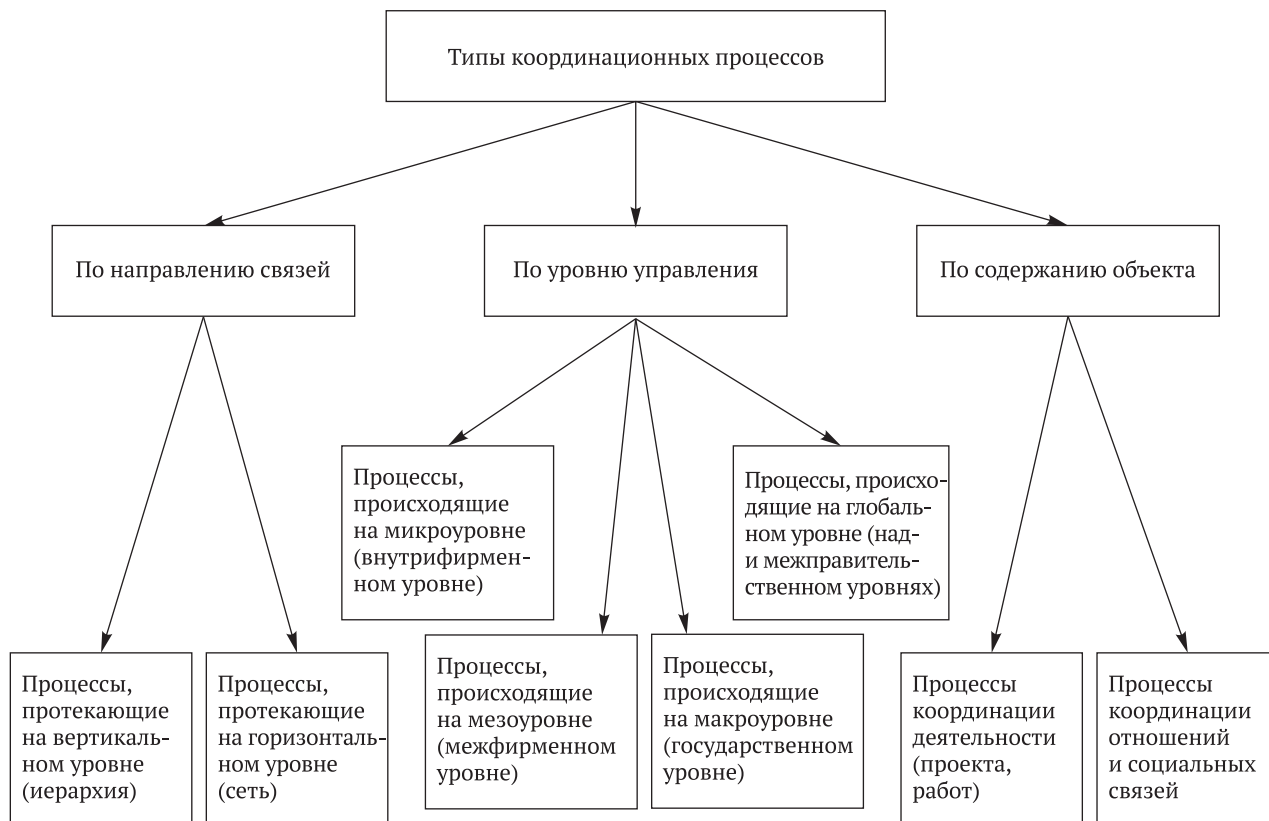 Типы координационных процессов
По направлению связей
По уровню управления
По содержанию объекта
Процессы,
происходящие
на микроуровне
(внутрифирмен-
ном уровне)
Процессы, происхо-
дящие на глобаль-
ном уровне (над-
и межправитель-
ственном уровнях)
Процессы,
протекающие
на вертикаль-
ном уровне
(иерархия)
Процессы,
протекающие
на горизонталь-
ном уровне
(сеть)
Процессы,
происходящие
на мезоуровне
(межфирменном
уровне)
Процессы,
происходящие
на макроуровне
(государственном
уровне)
Процессы
координации
деятельности
(проекта,
работ)
Процессы
координации
отношений
и социальных
связей